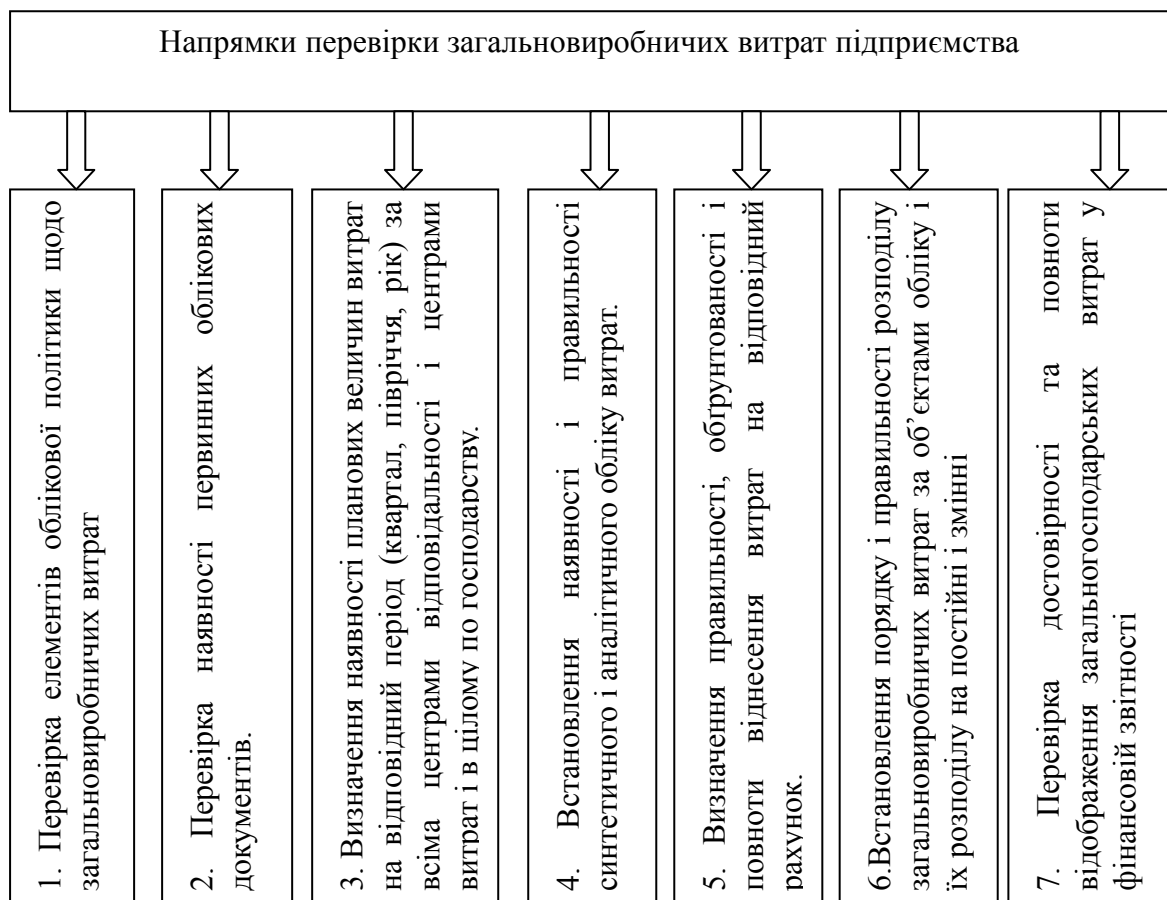 Напрямки перевірки загальновиробничих витрат підприємства
1. Перевірка елементів облікової політики щодо
загальновиробничих витрат
2. Перевірка наявності первинних облікових
документів.
3. Визначення наявності планових величин витрат
на відповідний період (квартал, півріччя, рік) за
всіма центрами відповідальності і центрами
витрат і в цілому по господарству.
4. Встановлення наявності і правильності
синтетичного і аналітичного обліку витрат.
5. Визначення правильності, обґрунтованості і
повноти віднесення витрат на відповідний
рахунок.
6.Встановлення порядку і правильності розподілу
загальновиробничих витрат за об’єктами обліку і
їх розподілу на постійні і змінні
7. Перевірка достовірності та повноти
відображення загальногосподарських витрат у
фінансовій звітності